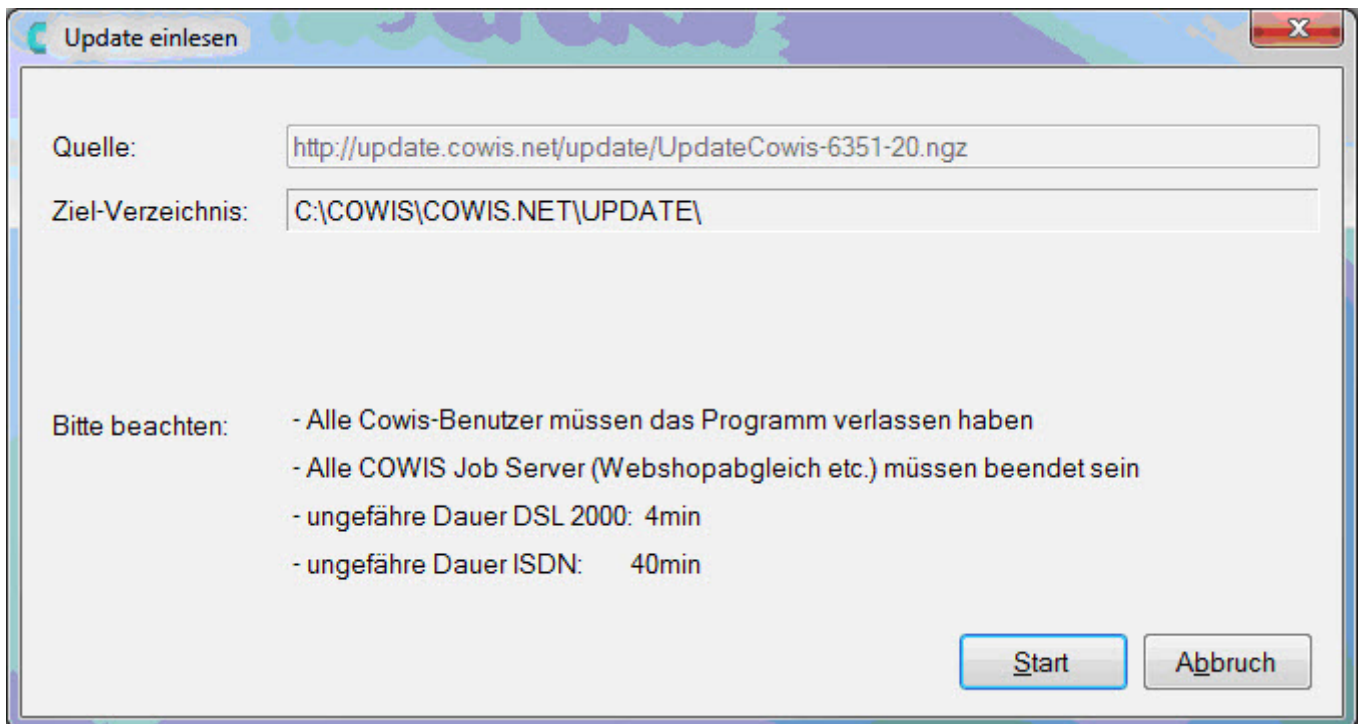 Update einlesen
Quelle: http://update.cowis.net/update/UpdateCowis-6351-20.ngz
Ziel-Verzeichnis: C:\COWIS\COWIS.NET\UPDATE\
Bitte beachten: - Alle Cowis-Benutzer müssen das Programm verlassen haben
- Alle COWIS Job Server (Webshopabgleich etc.) müssen beendet sein
- ungefähre Dauer DSL 2000: 4min
- ungefähre Dauer ISDN: 40min
Start Abbruch